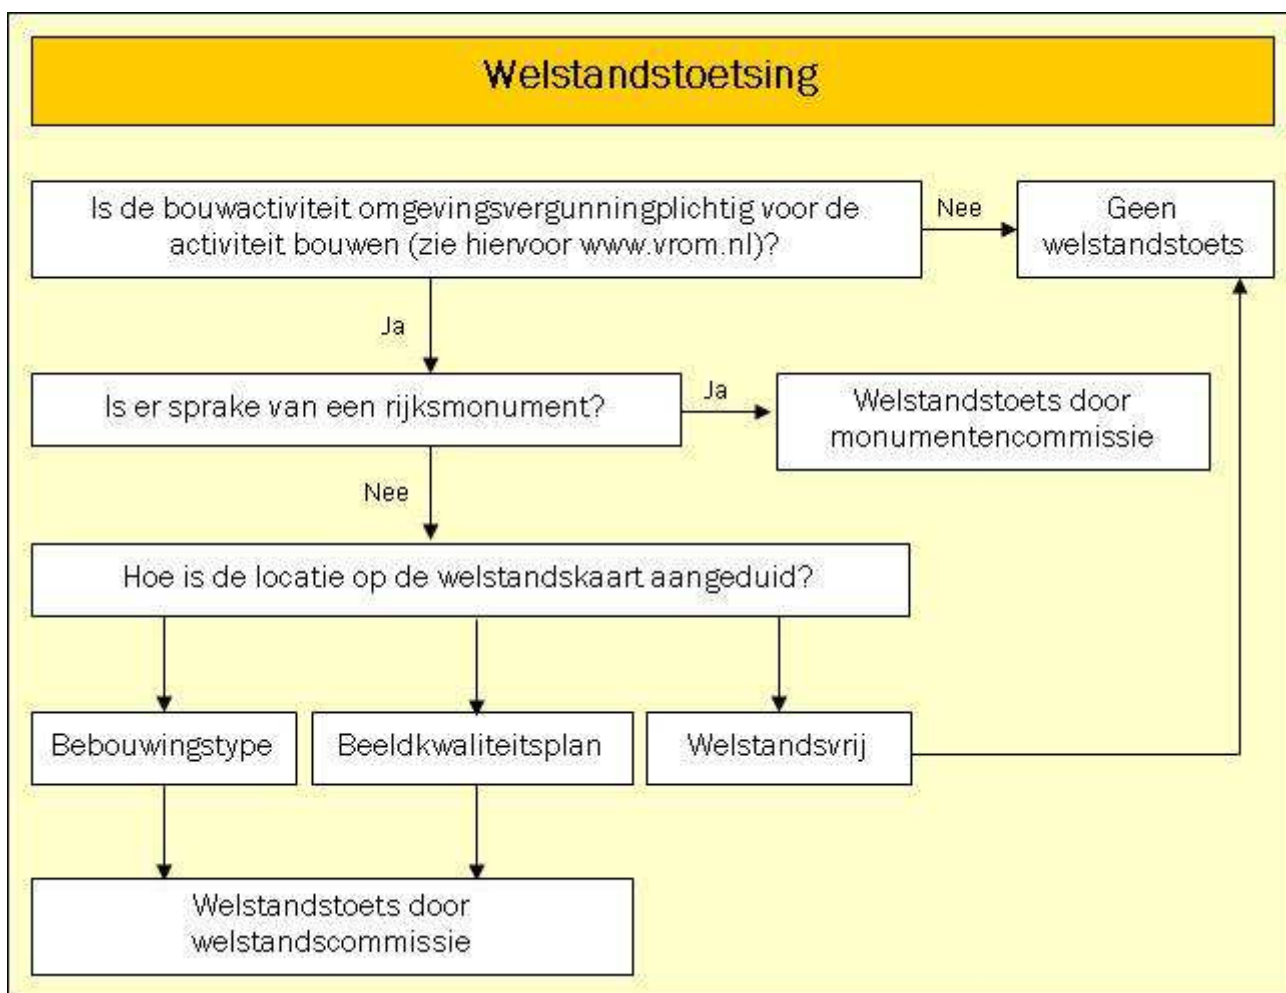 Welstandstoetsing
Is de bouwactiviteit omgevingsvergunningplichtig voor de
activiteit bouwen (zie hiervoor www.vrom.nl)?
Nee
Geen
welstandstoets
Ja
Is er sprake van een rijksmonument?
Ja
Welstandstoets door
monumentencommissie
Nee
Hoe is de locatie op de welstandskaart aangeduid?
Bebouwingstype
Beeldkwaliteitsplan
Welstandsvrij
Welstandstoets door
welstandscommissie